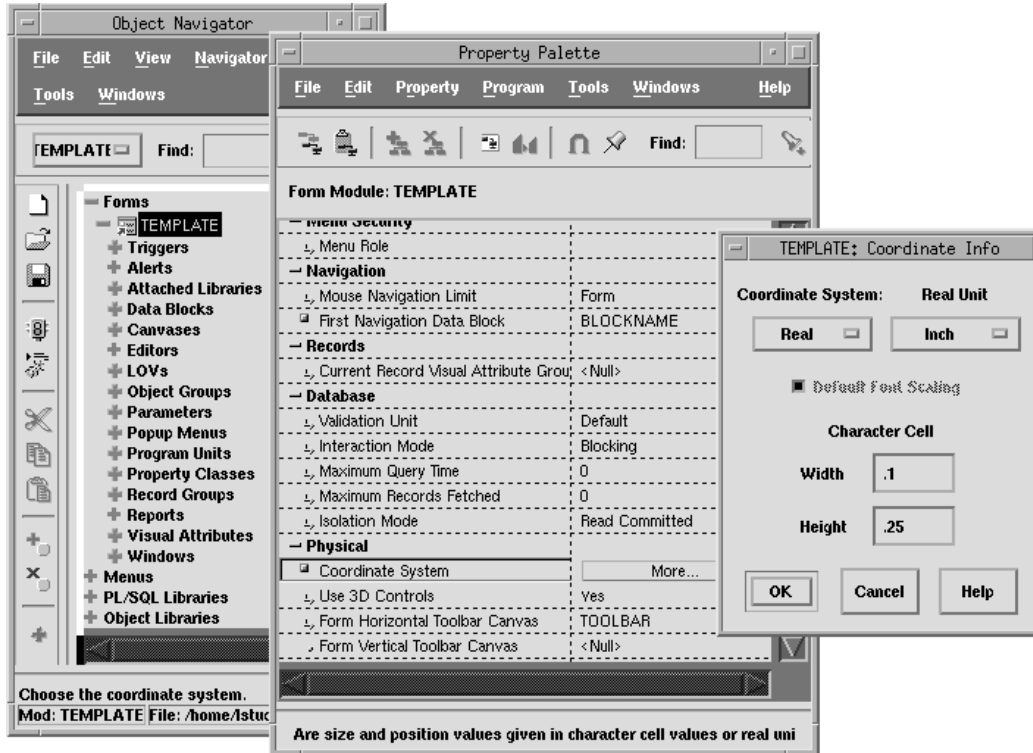 Object Navigator
File Edit View Navigator
Tools Windows
TEMPLATE Find:
Forms
TEMPLATE
Triggers
Alerts
Attached Libraries
Data Blocks
Canvases
Editors
LOVs
Object Groups
Parameters
Popup Menus
Program Units
Property Classes
Record Groups
Reports
Visual Attributes
Windows
Menus
PL/SQL Libraries
Object Libraries
Choose the coordinate system.
Mod: TEMPLATE File: /home/lstuc
Property Palette
File Edit Property Program Tools Windows Help
Find:
Form Module: TEMPLATE
Menu Security
Menu Role
Navigation
Mouse Navigation Limit Form
First Navigation Data Block BLOCKNAME
Records
Current Record Visual Attribute Grou <Null>
Database
Validation Unit Default
Interaction Mode Blocking
Maximum Query Time 0
Maximum Records Fetched 0
Isolation Mode Read Committed
Physical
Coordinate System More...
Use 3D Controls Yes
Form Horizontal Toolbar Canvas TOOLBAR
Form Vertical Toolbar Canvas <Null>
Are size and position values given in character cell values or real uni
TEMPLATE: Coordinate Info
Coordinate System: Real Unit
Real Inch
Default Font Scaling
Character Cell
Width .1
Height .25
OK Cancel Help